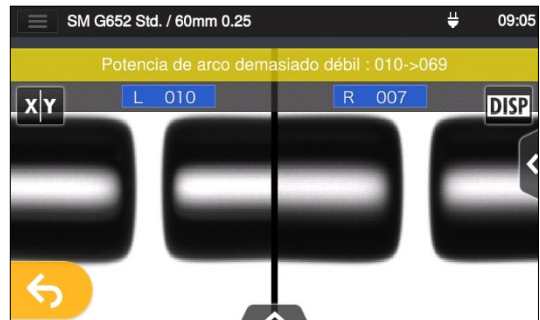 SM G652 Std. / 60mm 0.25
09:05
Potencia de arco demasiado débil : 010->069
X|Y
L 010
R 007
DISP